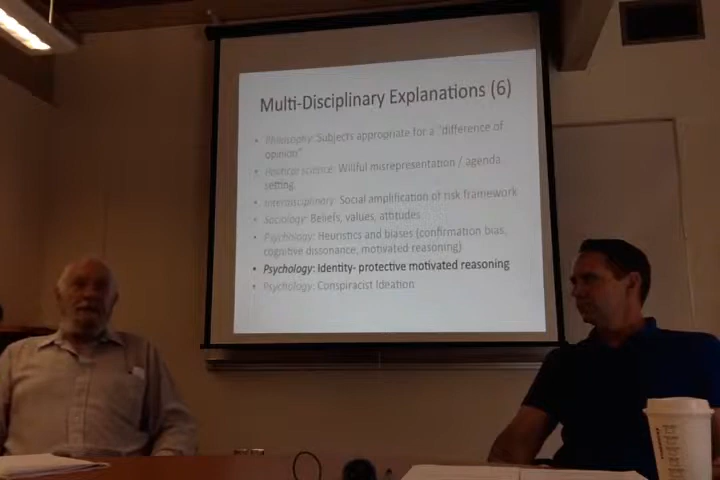 Multi-Disciplinary Explanations (6)
• Philosophy: Subjects appropriate for a "difference of
opinion"
• Political science: Willful misrepresentation / agenda
setting
• Interdisciplinary: Social amplification of risk framework
• Sociology: Beliefs, values, attitudes
• Psychology: Heuristics and biases (confirmation bias,
cognitive dissonance, motivated reasoning)
• Psychology: Identity- protective motivated reasoning
• Psychology: Conspiracist Ideation